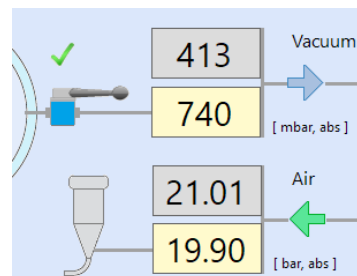 413
Vacuum
740
[ mbar, abs ]
21.01
Air
19.90
[ bar, abs ]